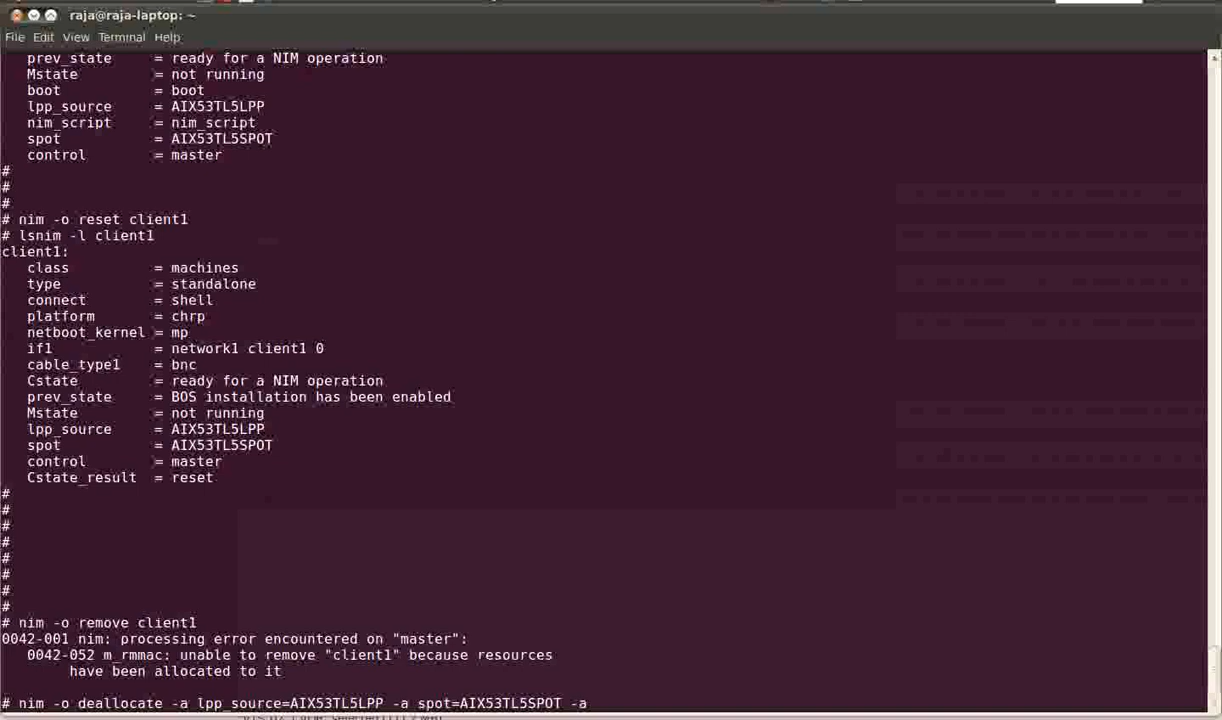 raja@raja-laptop: ~
File Edit View Terminal Help
prev_state = ready for a NIM operation
Mstate = not running
boot = boot
lpp_source = AIX53TL5LPP
nim_script = nim_script
spot = AIX53TL5SPOT
control = master
#
#
#
# nim -o reset client1
# lsnim -l client1
client1:
class = machines
type = standalone
connect = shell
platform = chrp
netboot_kernel = mp
if1 = network1 client1 0
cable_type1 = bnc
Cstate = ready for a NIM operation
prev_state = BOS installation has been enabled
Mstate = not running
lpp_source = AIX53TL5LPP
spot = AIX53TL5SPOT
control = master
Cstate_result = reset
#
#
#
#
#
#
#
#
# nim -o remove client1
0042-001 nim: processing error encountered on "master":
0042-052 m_rmmac: unable to remove "client1" because resources
have been allocated to it
# nim -o deallocate -a lpp_source=AIX53TL5LPP -a spot=AIX53TL5SPOT -a